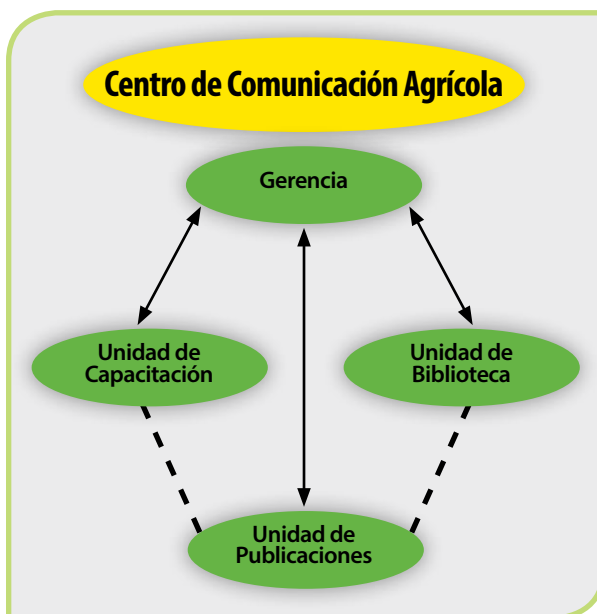 Centro de Comunicación Agrícola
Gerencia
Unidad de
Capacitación
Unidad de
Biblioteca
Unidad de
Publicaciones